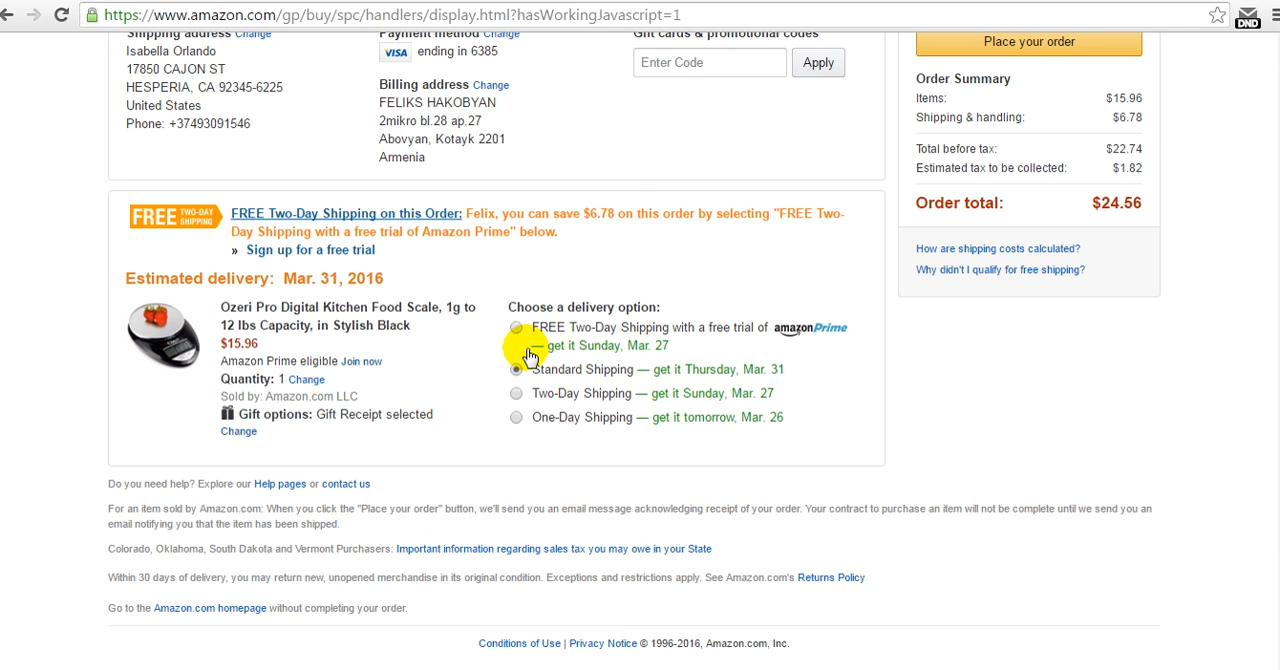 https://www.amazon.com/gp/buy/spc/handlers/display.html?hasWorkingJavascript=1
DND
Shipping address Change
Isabella Orlando
17850 CAJON ST
HESPERIA, CA 92345-6225
United States
Phone: +37493091546
Payment method Change
VISA ending in 6385
Billing address Change
FELIKS HAKOBYAN
2mikro bl.28 ap.27
Abovyan, Kotayk 2201
Armenia
Gift cards & promotional codes
Enter Code Apply
Place your order
Order Summary
Items: $15.96
Shipping & handling: $6.78
Total before tax: $22.74
Estimated tax to be collected: $1.82
Order total: $24.56
How are shipping costs calculated?
Why didn't I qualify for free shipping?
FREE TWO-DAY SHIPPING
FREE Two-Day Shipping on this Order: Felix, you can save $6.78 on this order by selecting "FREE Two-
Day Shipping with a free trial of Amazon Prime" below.
» Sign up for a free trial
Estimated delivery: Mar. 31, 2016
Ozeri Pro Digital Kitchen Food Scale, 1g to
12 lbs Capacity, in Stylish Black
$15.96
Amazon Prime eligible Join now
Quantity: 1 Change
Sold by: Amazon.com LLC
Gift options: Gift Receipt selected
Change
Choose a delivery option:
FREE Two-Day Shipping with a free trial of amazonPrime
— get it Sunday, Mar. 27
Standard Shipping — get it Thursday, Mar. 31
Two-Day Shipping — get it Sunday, Mar. 27
One-Day Shipping — get it tomorrow, Mar. 26
Do you need help? Explore our Help pages or contact us
For an item sold by Amazon.com: When you click the "Place your order" button, we'll send you an email message acknowledging receipt of your order. Your contract to purchase an item will not be complete until we send you an
email notifying you that the item has been shipped.
Colorado, Oklahoma, South Dakota and Vermont Purchasers: Important information regarding sales tax you may owe in your State
Within 30 days of delivery, you may return new, unopened merchandise in its original condition. Exceptions and restrictions apply. See Amazon.com's Returns Policy
Go to the Amazon.com homepage without completing your order.
Conditions of Use | Privacy Notice © 1996-2016, Amazon.com, Inc.